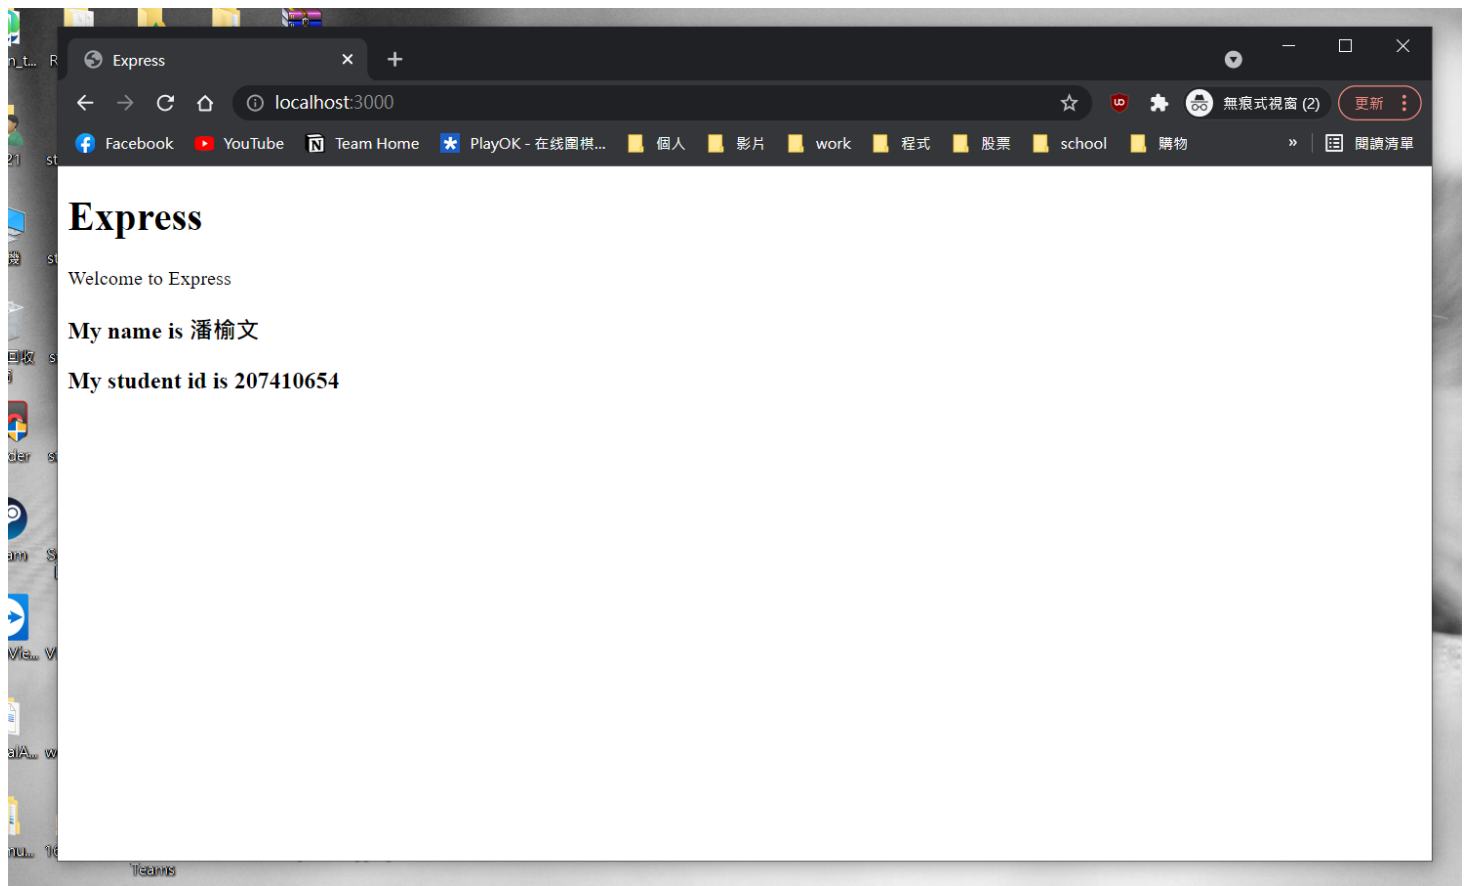 Express
localhost:3000
無痕式視窗 (2)
更新
Facebook
YouTube
Team Home
PlayOK - 在线圍棋...
個人
影片
work
程式
股票
school
購物
»
閱讀清單
Express
Welcome to Express
My name is 潘榆文
My student id is 207410654
Teams